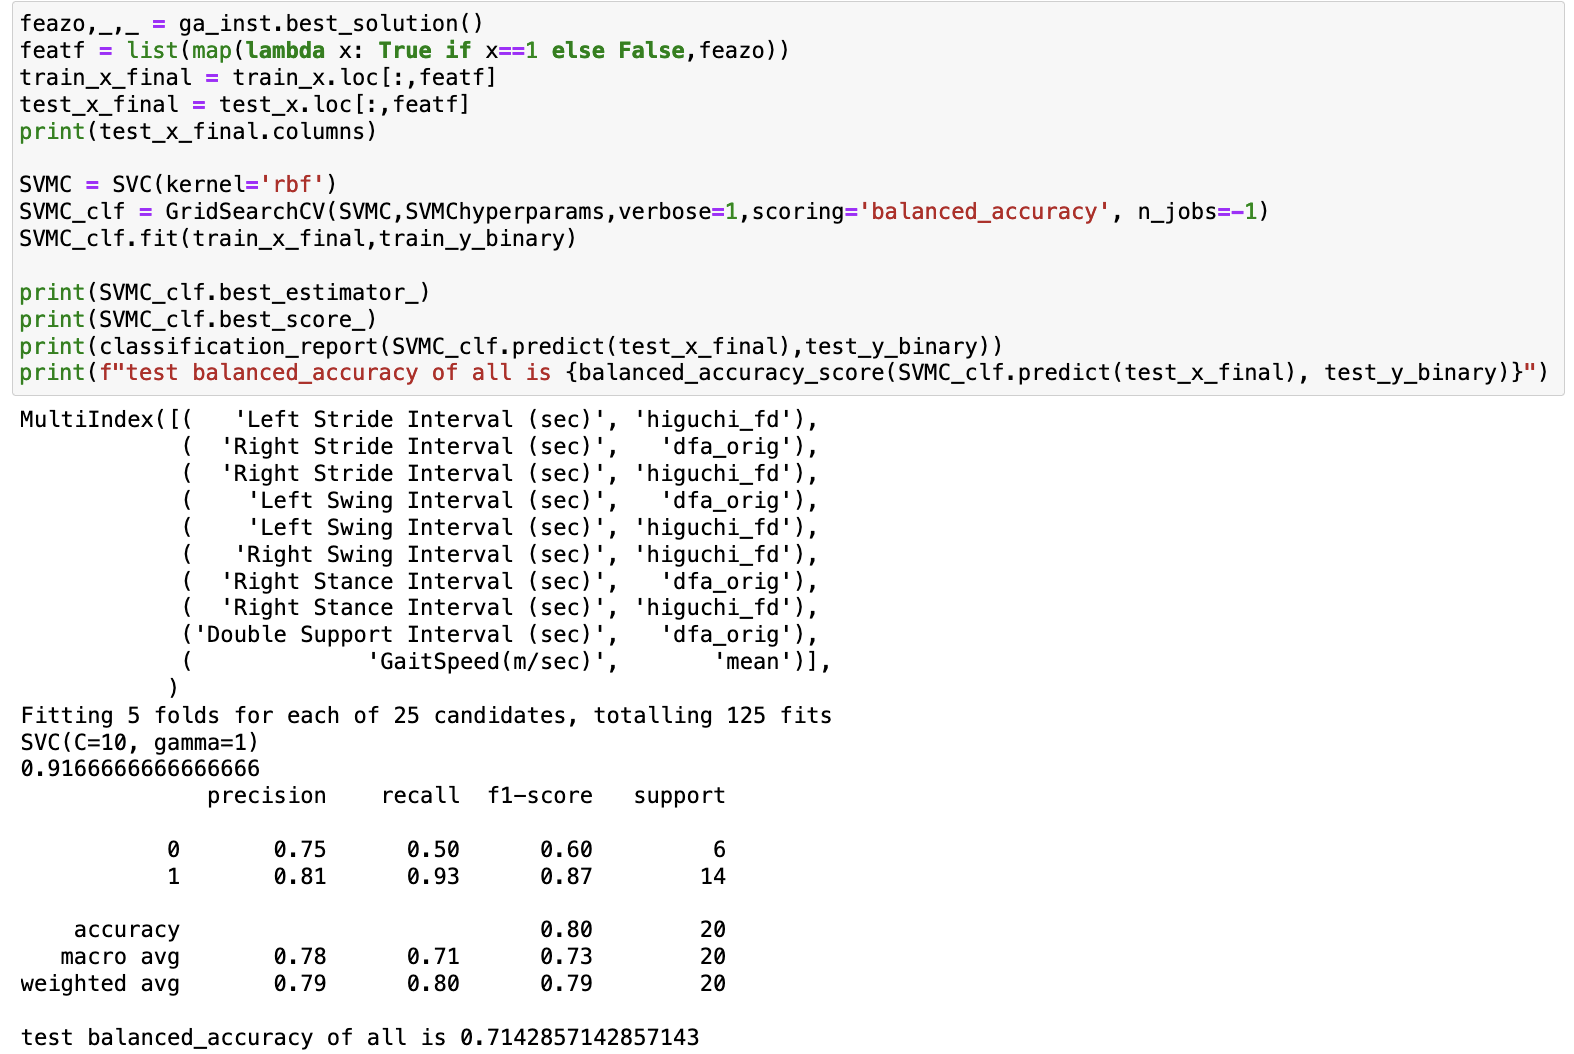 feazo,_,_ = ga_inst.best_solution()
featf = list(map(lambda x: True if x==1 else False,feazo))
train_x_final = train_x.loc[:,featf]
test_x_final = test_x.loc[:,featf]
print(test_x_final.columns)

SVMC = SVC(kernel='rbf')
SVMC_clf = GridSearchCV(SVMC,SVMChyperparams,verbose=1,scoring='balanced_accuracy', n_jobs=-1)
SVMC_clf.fit(train_x_final,train_y_binary)

print(SVMC_clf.best_estimator_)
print(SVMC_clf.best_score_)
print(classification_report(SVMC_clf.predict(test_x_final),test_y_binary))
print(f"test balanced_accuracy of all is {balanced_accuracy_score(SVMC_clf.predict(test_x_final), test_y_binary)}")
MultiIndex([(   'Left Stride Interval (sec)', 'higuchi_fd'),
            (  'Right Stride Interval (sec)',   'dfa_orig'),
            (  'Right Stride Interval (sec)', 'higuchi_fd'),
            (    'Left Swing Interval (sec)',   'dfa_orig'),
            (    'Left Swing Interval (sec)', 'higuchi_fd'),
            (   'Right Swing Interval (sec)', 'higuchi_fd'),
            (  'Right Stance Interval (sec)',   'dfa_orig'),
            (  'Right Stance Interval (sec)', 'higuchi_fd'),
            ('Double Support Interval (sec)',   'dfa_orig'),
            (             'GaitSpeed(m/sec)',       'mean')],
           )
Fitting 5 folds for each of 25 candidates, totalling 125 fits
SVC(C=10, gamma=1)
0.9166666666666666
              precision    recall  f1-score   support

           0       0.75      0.50      0.60         6
           1       0.81      0.93      0.87        14

    accuracy                           0.80        20
   macro avg       0.78      0.71      0.73        20
weighted avg       0.79      0.80      0.79        20

test balanced_accuracy of all is 0.7142857142857143